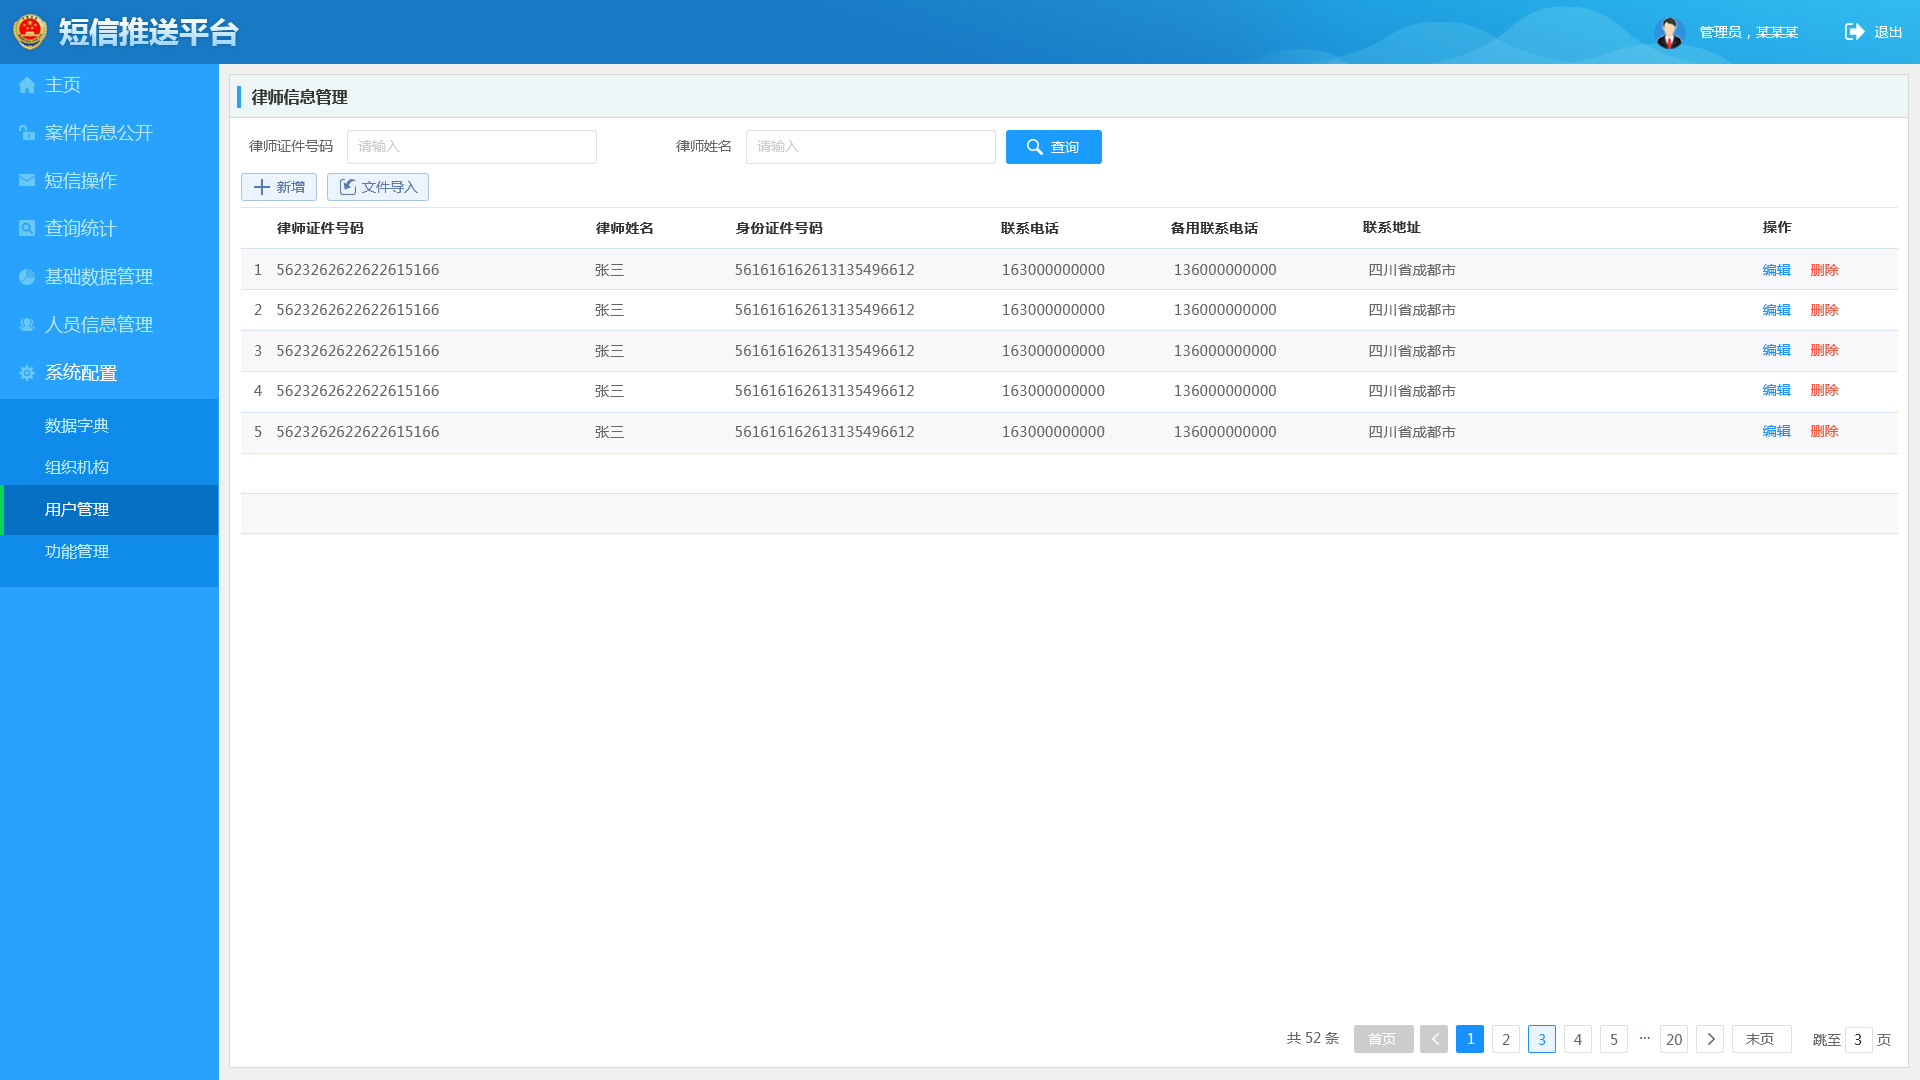 短信推送平台
管理员，某某某
退出
主页
案件信息公开
短信操作
查询统计
基础数据管理
人员信息管理
系统配置
数据字典
组织机构
用户管理
功能管理
律师信息管理
律师证件号码 请输入 律师姓名 请输入 查询
新增 文件导入
律师证件号码 律师姓名 身份证件号码 联系电话 备用联系电话 联系地址 操作
1 5623262622622615166 张三 561616162613135496612 163000000000 136000000000 四川省成都市 编辑 删除
2 5623262622622615166 张三 561616162613135496612 163000000000 136000000000 四川省成都市 编辑 删除
3 5623262622622615166 张三 561616162613135496612 163000000000 136000000000 四川省成都市 编辑 删除
4 5623262622622615166 张三 561616162613135496612 163000000000 136000000000 四川省成都市 编辑 删除
5 5623262622622615166 张三 561616162613135496612 163000000000 136000000000 四川省成都市 编辑 删除
共 52 条 首页 1 2 3 4 5 ··· 20 末页 跳至 3 页